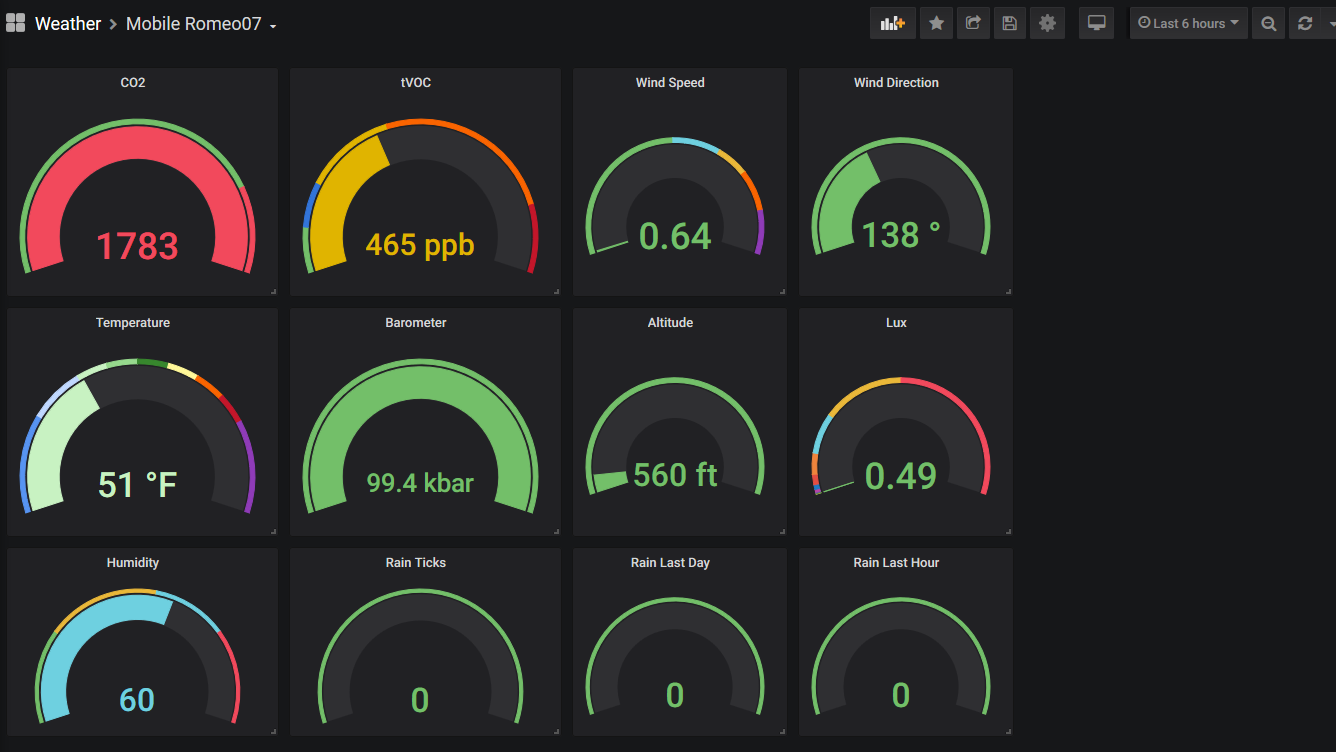 Weather > Mobile Romeo07
Last 6 hours
CO2
tVOC
Wind Speed
Wind Direction
1783
465 ppb
0.64
138 °
Temperature
Barometer
Altitude
Lux
51 °F
99.4 kbar
560 ft
0.49
Humidity
Rain Ticks
Rain Last Day
Rain Last Hour
60
0
0
0